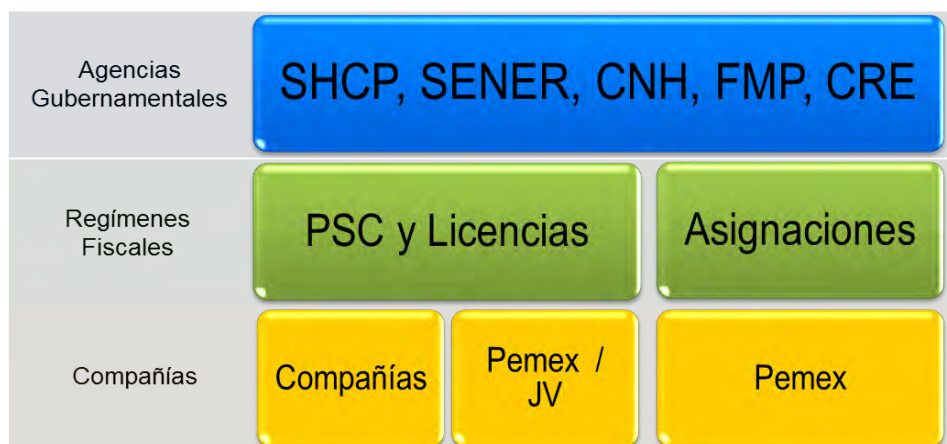 Agencias
Gubernamentales
SHCP, SENER, CNH, FMP, CRE
Regímenes
Fiscales
PSC y Licencias
Asignaciones
Compañías
Compañías
Pemex /
JV
Pemex